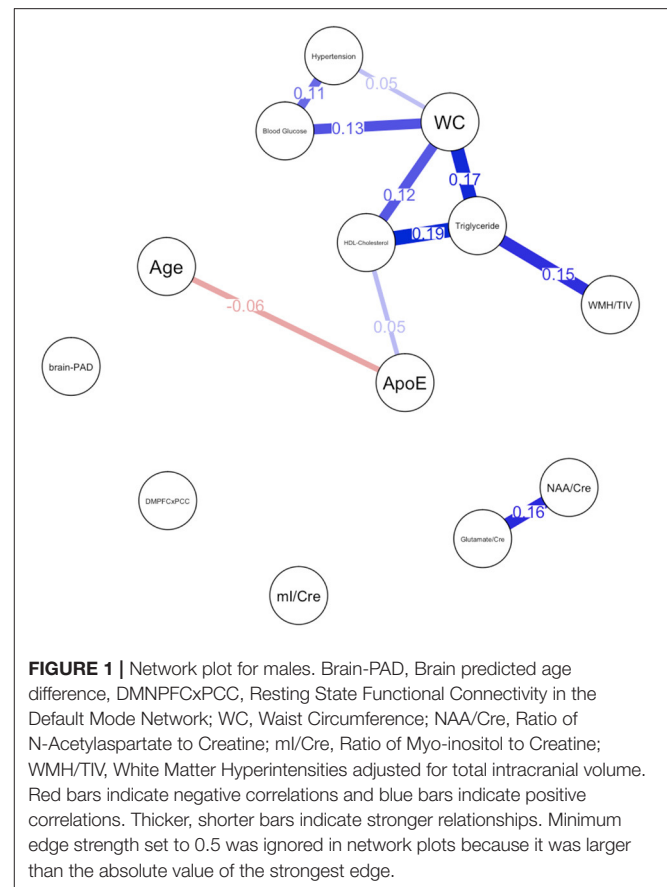 Hypertension
0.05
0.11
WC
Blood Glucose
0.13
0.12
0.17
Triglyceride
HDL-Cholesterol
0.19
Age
0.15
WMH/TIV
-0.06
0.05
brain-PAD
ApoE
NAA/Cre
DMPFCxPCC
0.16
Glutamate/Cre
mI/Cre
FIGURE 1 | Network plot for males. Brain-PAD, Brain predicted age
difference, DMNPFCxPCC, Resting State Functional Connectivity in the
Default Mode Network; WC, Waist Circumference; NAA/Cre, Ratio of
N-Acetylaspartate to Creatine; mI/Cre, Ratio of Myo-inositol to Creatine;
WMH/TIV, White Matter Hyperintensities adjusted for total intracranial volume.
Red bars indicate negative correlations and blue bars indicate positive
correlations. Thicker, shorter bars indicate stronger relationships. Minimum
edge strength set to 0.5 was ignored in network plots because it was larger
than the absolute value of the strongest edge.